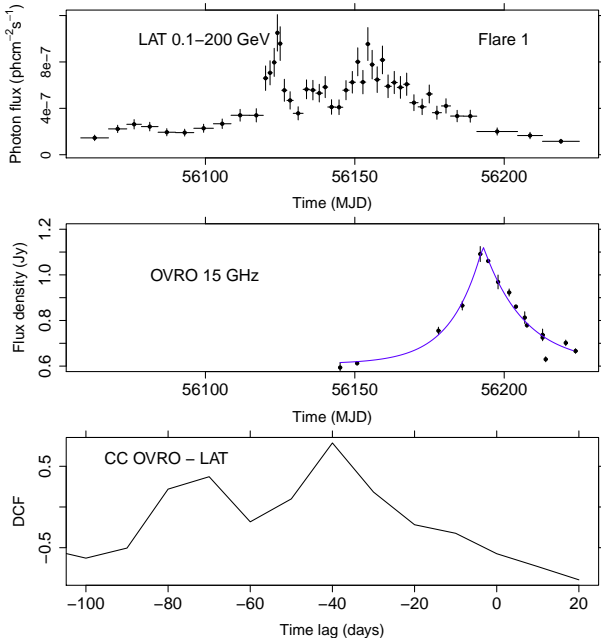 LAT 0.1−200 GeV
Flare 1
Photon flux (phcm⁻²s⁻¹)
8e-7
4e-7
0
56100 56150 56200
Time (MJD)
OVRO 15 GHz
Flux density (Jy)
1.2
1.0
0.8
0.6
56100 56150 56200
Time (MJD)
CC OVRO − LAT
DCF
0.5
−0.5
−100 −80 −60 −40 −20 0 20
Time lag (days)